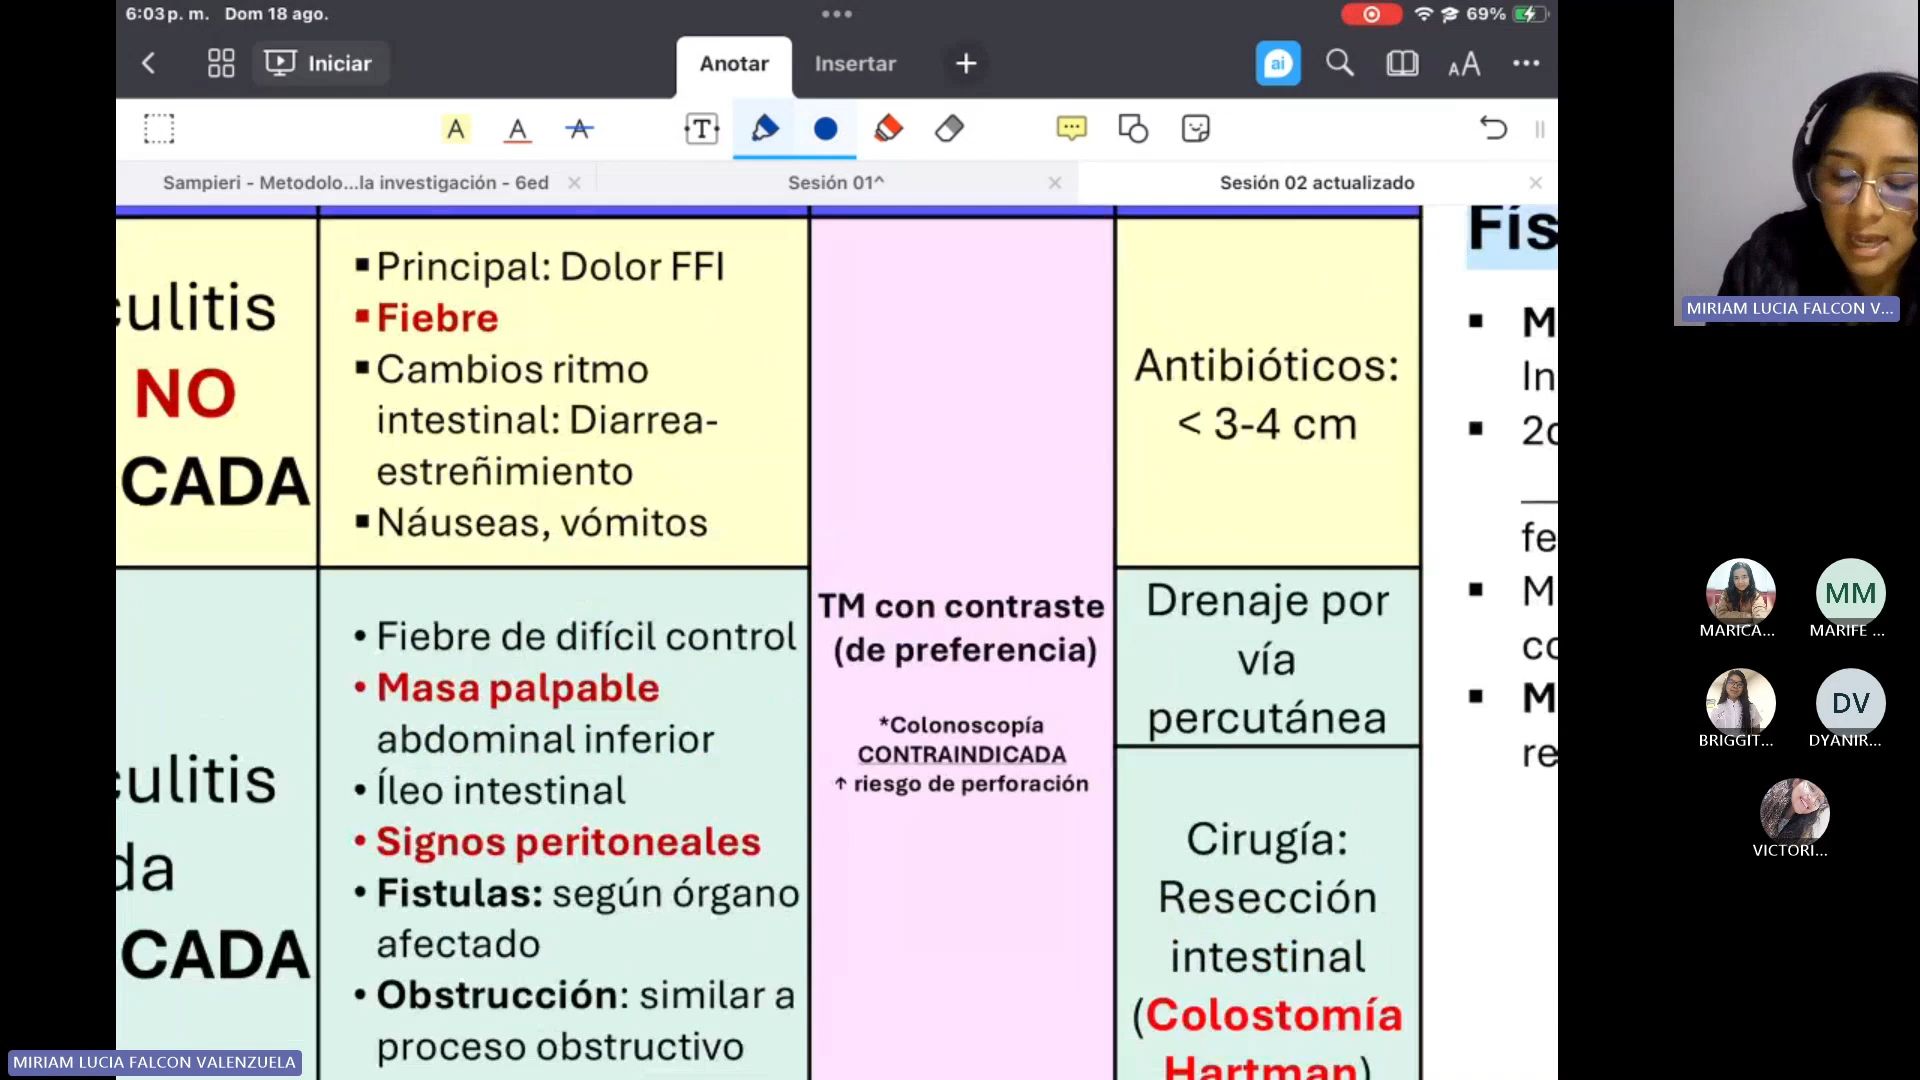 6:03 p. m. Dom 18 ago.
69%
Iniciar
Anotar
Insertar
ai
AA
A A A T
Sampieri - Metodolo...la investigación - 6ed
Sesión 01^
Sesión 02 actualizado
culitis
NO
CADA
▪Principal: Dolor FFI
▪Fiebre
▪Cambios ritmo
intestinal: Diarrea-
estreñimiento
▪Náuseas, vómitos
Antibióticos:
< 3-4 cm
culitis
da
CADA
• Fiebre de difícil control
• Masa palpable
abdominal inferior
• Íleo intestinal
• Signos peritoneales
• Fistulas: según órgano
afectado
• Obstrucción: similar a
proceso obstructivo
TM con contraste
(de preferencia)
*Colonoscopía
CONTRAINDICADA
↑ riesgo de perforación
Drenaje por
vía
percutánea
Cirugía:
Resección
intestinal
(Colostomía
Hartman)
Fís
▪ M
In
▪ 2
fe
▪ M
co
▪ M
re
MIRIAM LUCIA FALCON V...
MARICA...
MM
MARIFE ...
BRIGGIT...
DV
DYANIR...
VICTORI...
MIRIAM LUCIA FALCON VALENZUELA